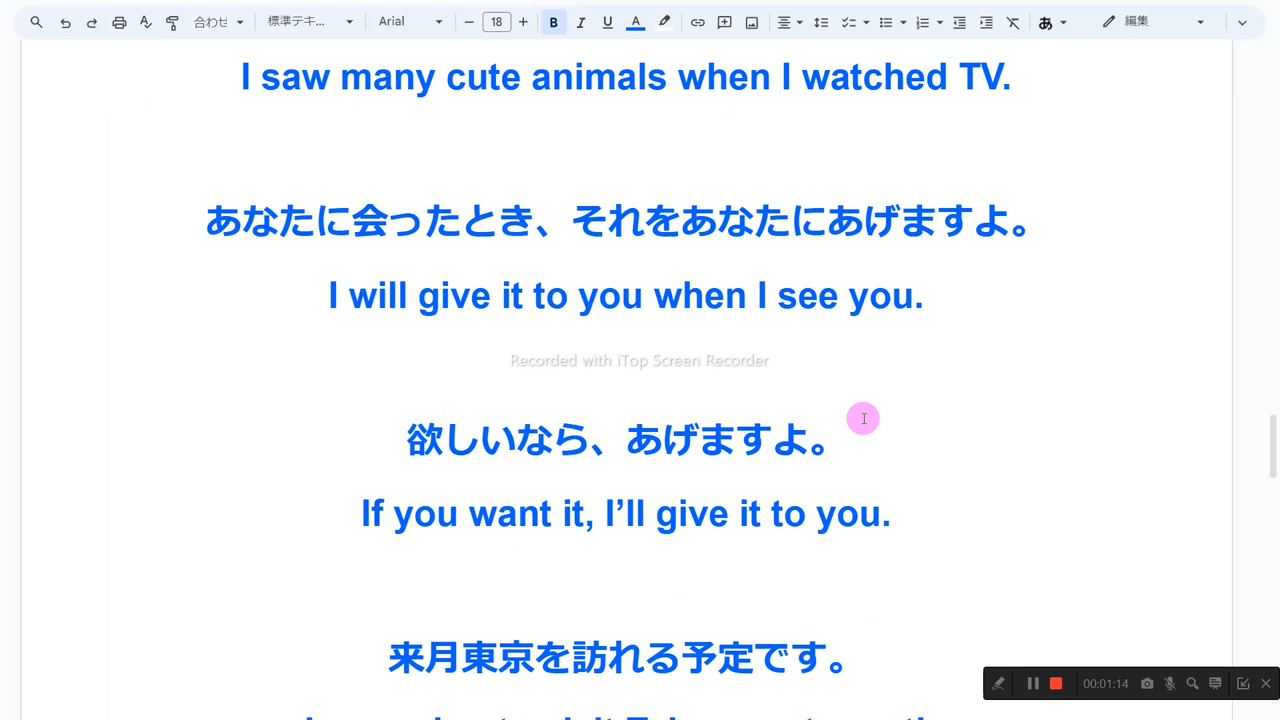 合わせ 標準テキ... Arial − 18 + B I U A あ 編集
I saw many cute animals when I watched TV.
あなたに会ったとき、それをあなたにあげますよ。
I will give it to you when I see you.
Recorded with iTop Screen Recorder
欲しいなら、あげますよ。
If you want it, I’ll give it to you.
来月東京を訪れる予定です。
00:01:14